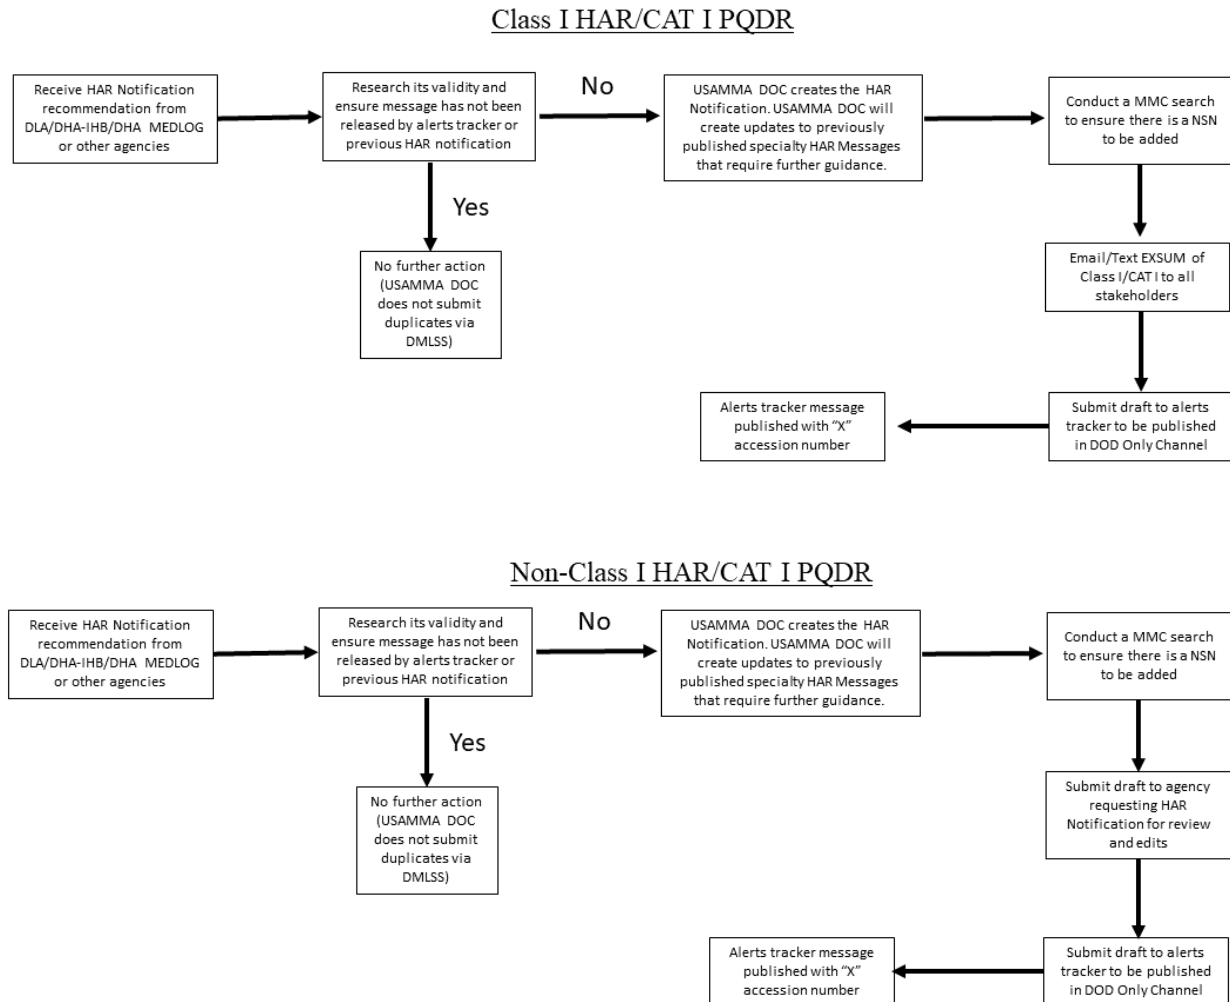 Class I HAR/CAT I PQDR
Receive HAR Notification
recommendation from
DLA/DHA-IHB/DHA MEDLOG
or other agencies
Research its validity and
ensure message has not been
released by alerts tracker or
previous HAR notification
No
USAMMA DOC creates the HAR
Notification. USAMMA DOC will
create updates to previously
published specialty HAR Messages
that require further guidance.
Conduct a MMC search
to ensure there is a NSN
to be added
Yes
No further action
(USAMMA DOC
does not submit
duplicates via
DMLSS)
Email/Text EXSUM of
Class I/CAT I to all
stakeholders
Submit draft to alerts
tracker to be published
in DOD Only Channel
Alerts tracker message
published with “X”
accession number
Non-Class I HAR/CAT I PQDR
Receive HAR Notification
recommendation from
DLA/DHA-IHB/DHA MEDLOG
or other agencies
Research its validity and
ensure message has not been
released by alerts tracker or
previous HAR notification
No
USAMMA DOC creates the HAR
Notification. USAMMA DOC will
create updates to previously
published specialty HAR Messages
that require further guidance.
Conduct a MMC search
to ensure there is a NSN
to be added
Yes
No further action
(USAMMA DOC
does not submit
duplicates via
DMLSS)
Submit draft to agency
requesting HAR
Notification for review
and edits
Submit draft to alerts
tracker to be published
in DOD Only Channel
Alerts tracker message
published with “X”
accession number